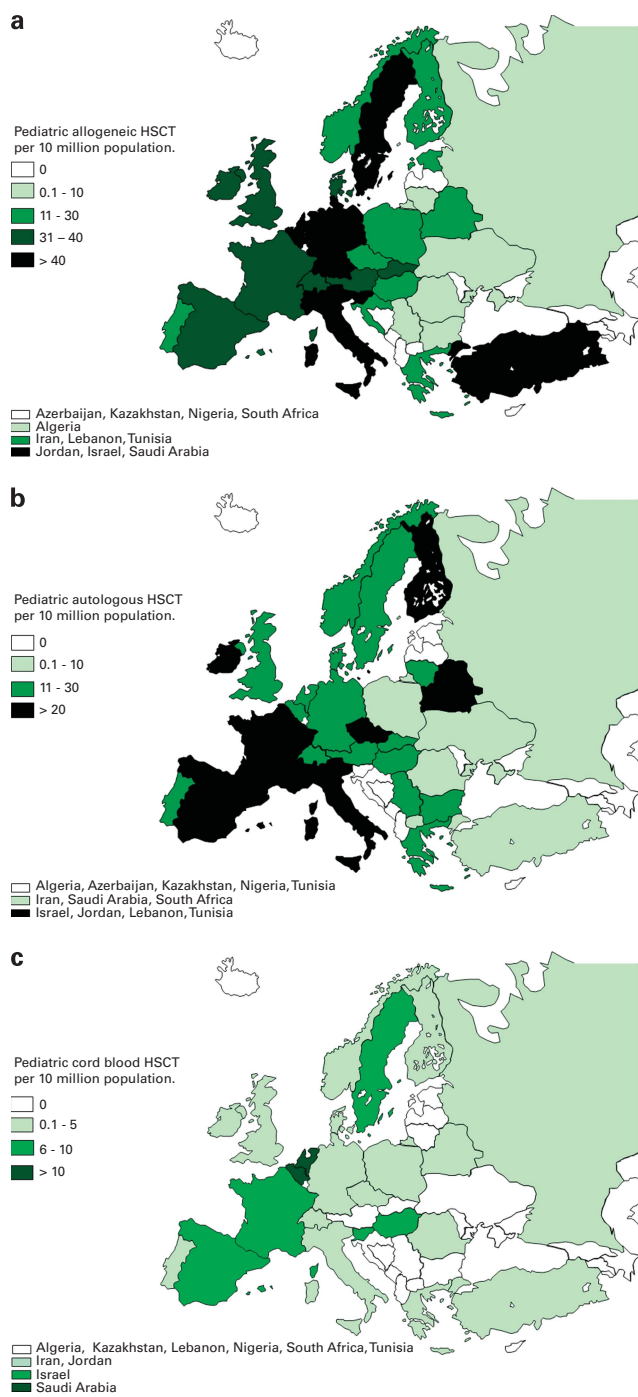 a
Pediatric allogeneic HSCT
per 10 million population.
0
0.1 - 10
11 - 30
31 – 40
> 40
Azerbaijan, Kazakhstan, Nigeria, South Africa
Algeria
Iran, Lebanon, Tunisia
Jordan, Israel, Saudi Arabia
b
Pediatric autologous HSCT
per 10 million population.
0
0.1 - 10
11 - 30
> 20
Algeria, Azerbaijan, Kazakhstan, Nigeria, Tunisia
Iran, Saudi Arabia, South Africa
Israel, Jordan, Lebanon, Tunisia
c
Pediatric cord blood HSCT
per 10 million population.
0
0.1 - 5
6 - 10
> 10
Algeria, Kazakhstan, Lebanon, Nigeria, South Africa, Tunisia
Iran, Jordan
Israel
Saudi Arabia